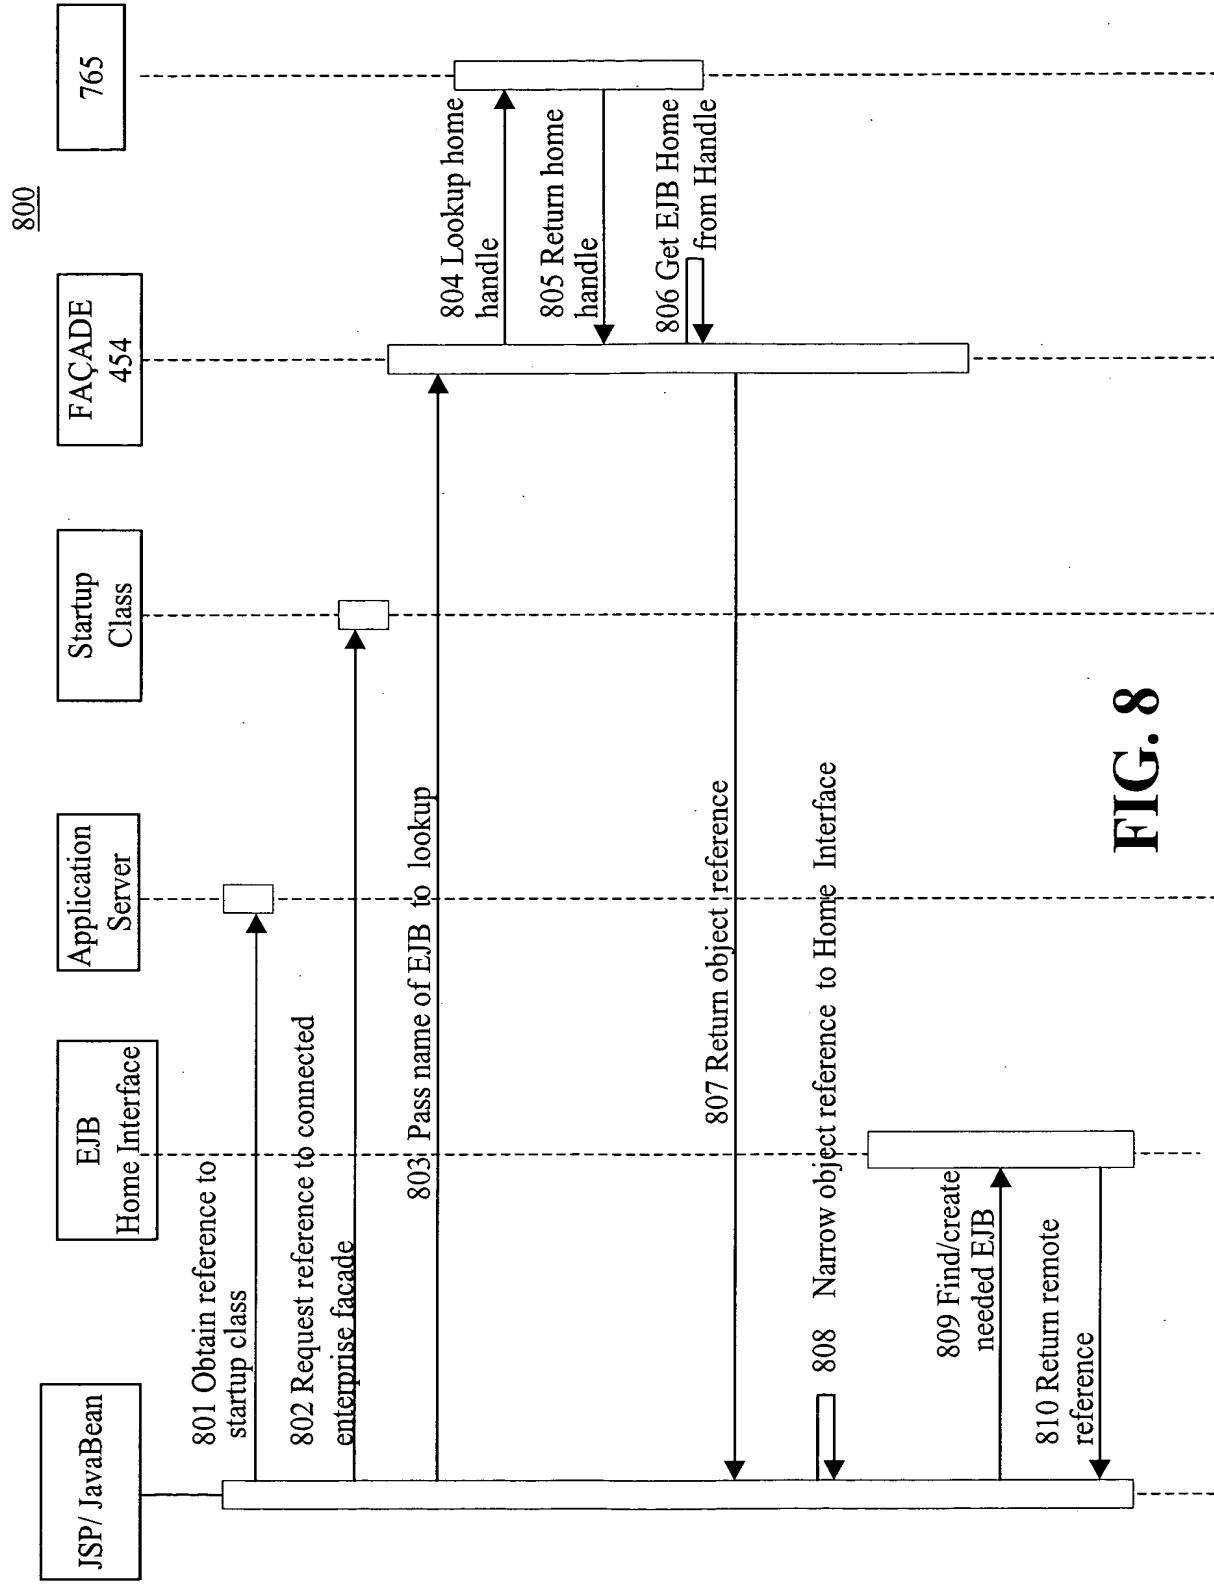 800
JSP/ JavaBean
EJB
Home Interface
Application
Server
Startup
Class
FAÇADE
454
765
801 Obtain reference to
startup class
802 Request reference to connected
enterprise facade
803 Pass name of EJB to lookup
804 Lookup home
handle
805 Return home
handle
806 Get EJB Home
from Handle
807 Return object reference
808 Narrow object reference to Home Interface
809 Find/create
needed EJB
810 Return remote
reference
FIG. 8